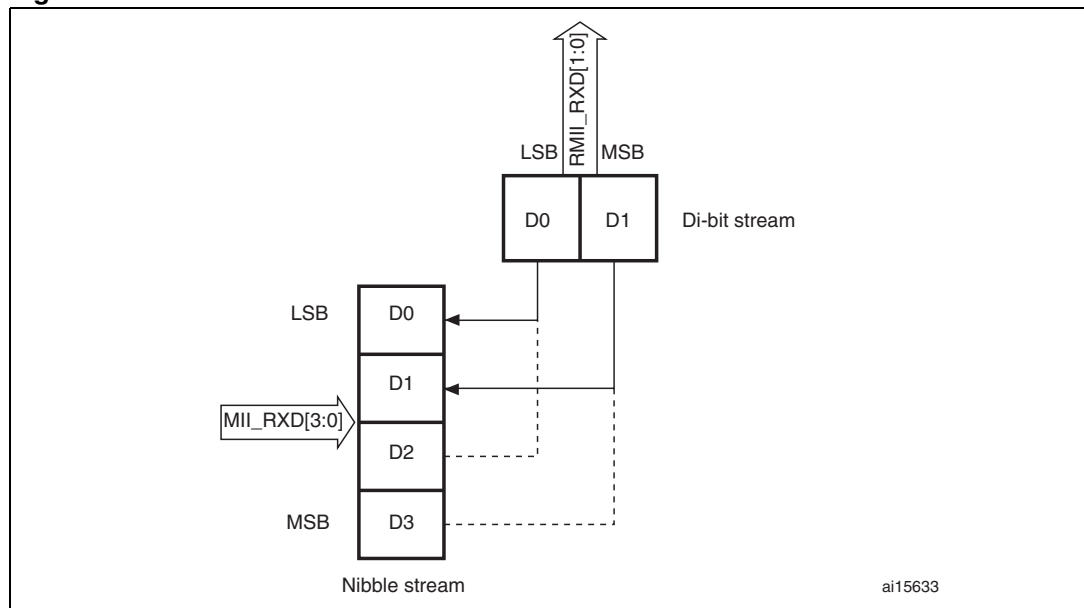 RMII_RXD[1:0]
LSB MSB
D0 D1 Di-bit stream
LSB D0
D1
MII_RXD[3:0]
D2
MSB D3
Nibble stream
ai15633